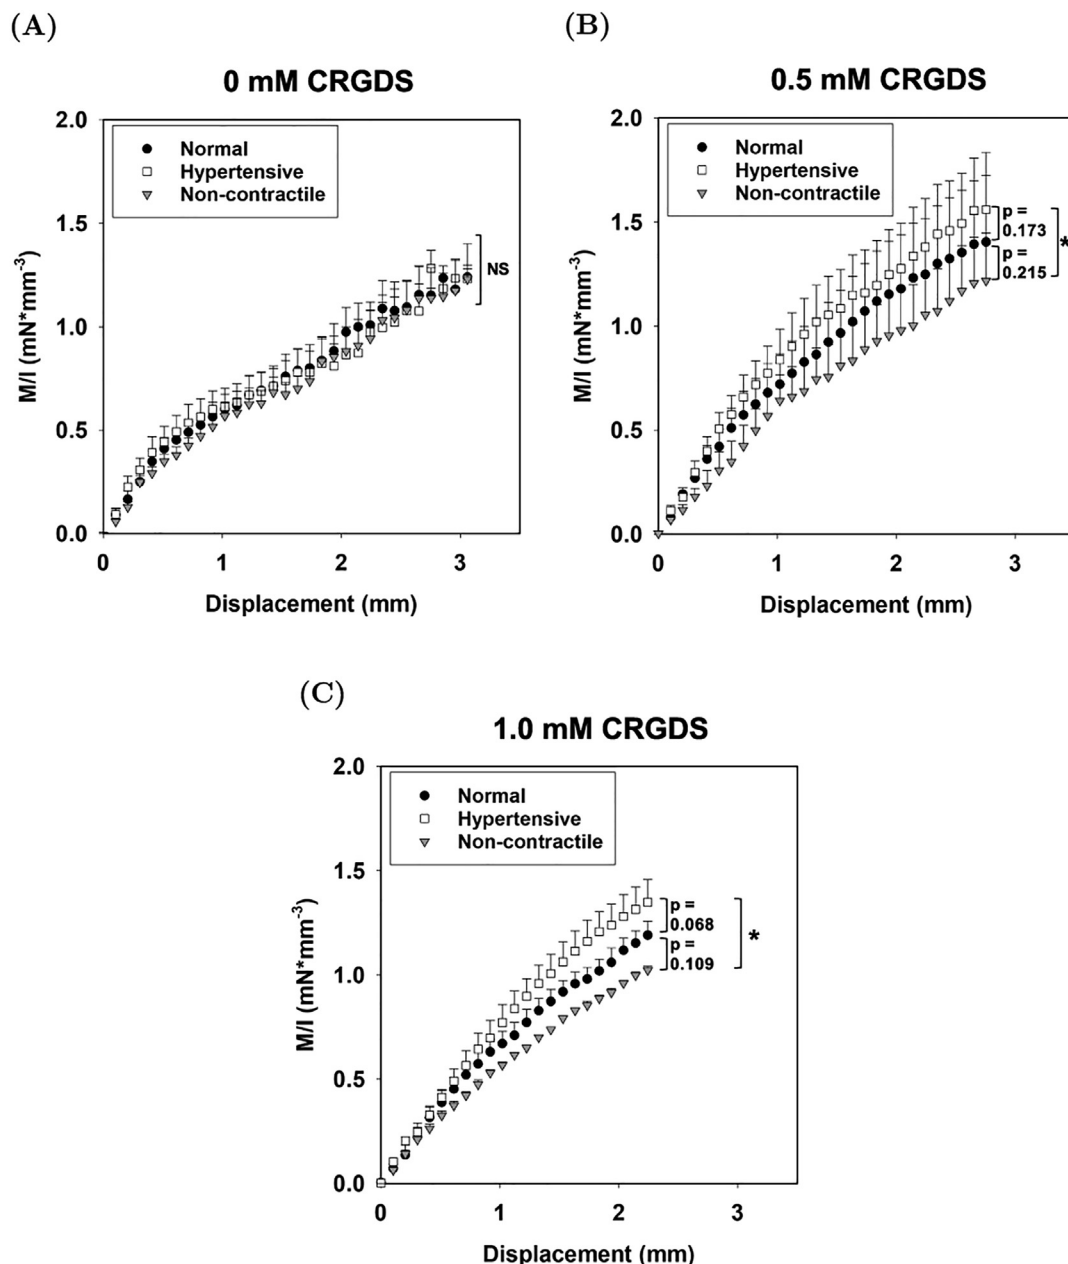 (A)
0 mM CRGDS
2.0
1.5
1.0
0.5
0.0
M/I (mN*mm-3)
Normal
Hypertensive
Non-contractile
NS
0 1 2 3
Displacement (mm)
(B)
0.5 mM CRGDS
2.0
1.5
1.0
0.5
0.0
M/I (mN*mm-3)
Normal
Hypertensive
Non-contractile
p =
0.173
p =
0.215
*
0 1 2 3
Displacement (mm)
(C)
1.0 mM CRGDS
2.0
1.5
1.0
0.5
0.0
M/I (mN*mm-3)
Normal
Hypertensive
Non-contractile
p =
0.068
p =
0.109
*
0 1 2 3
Displacement (mm)